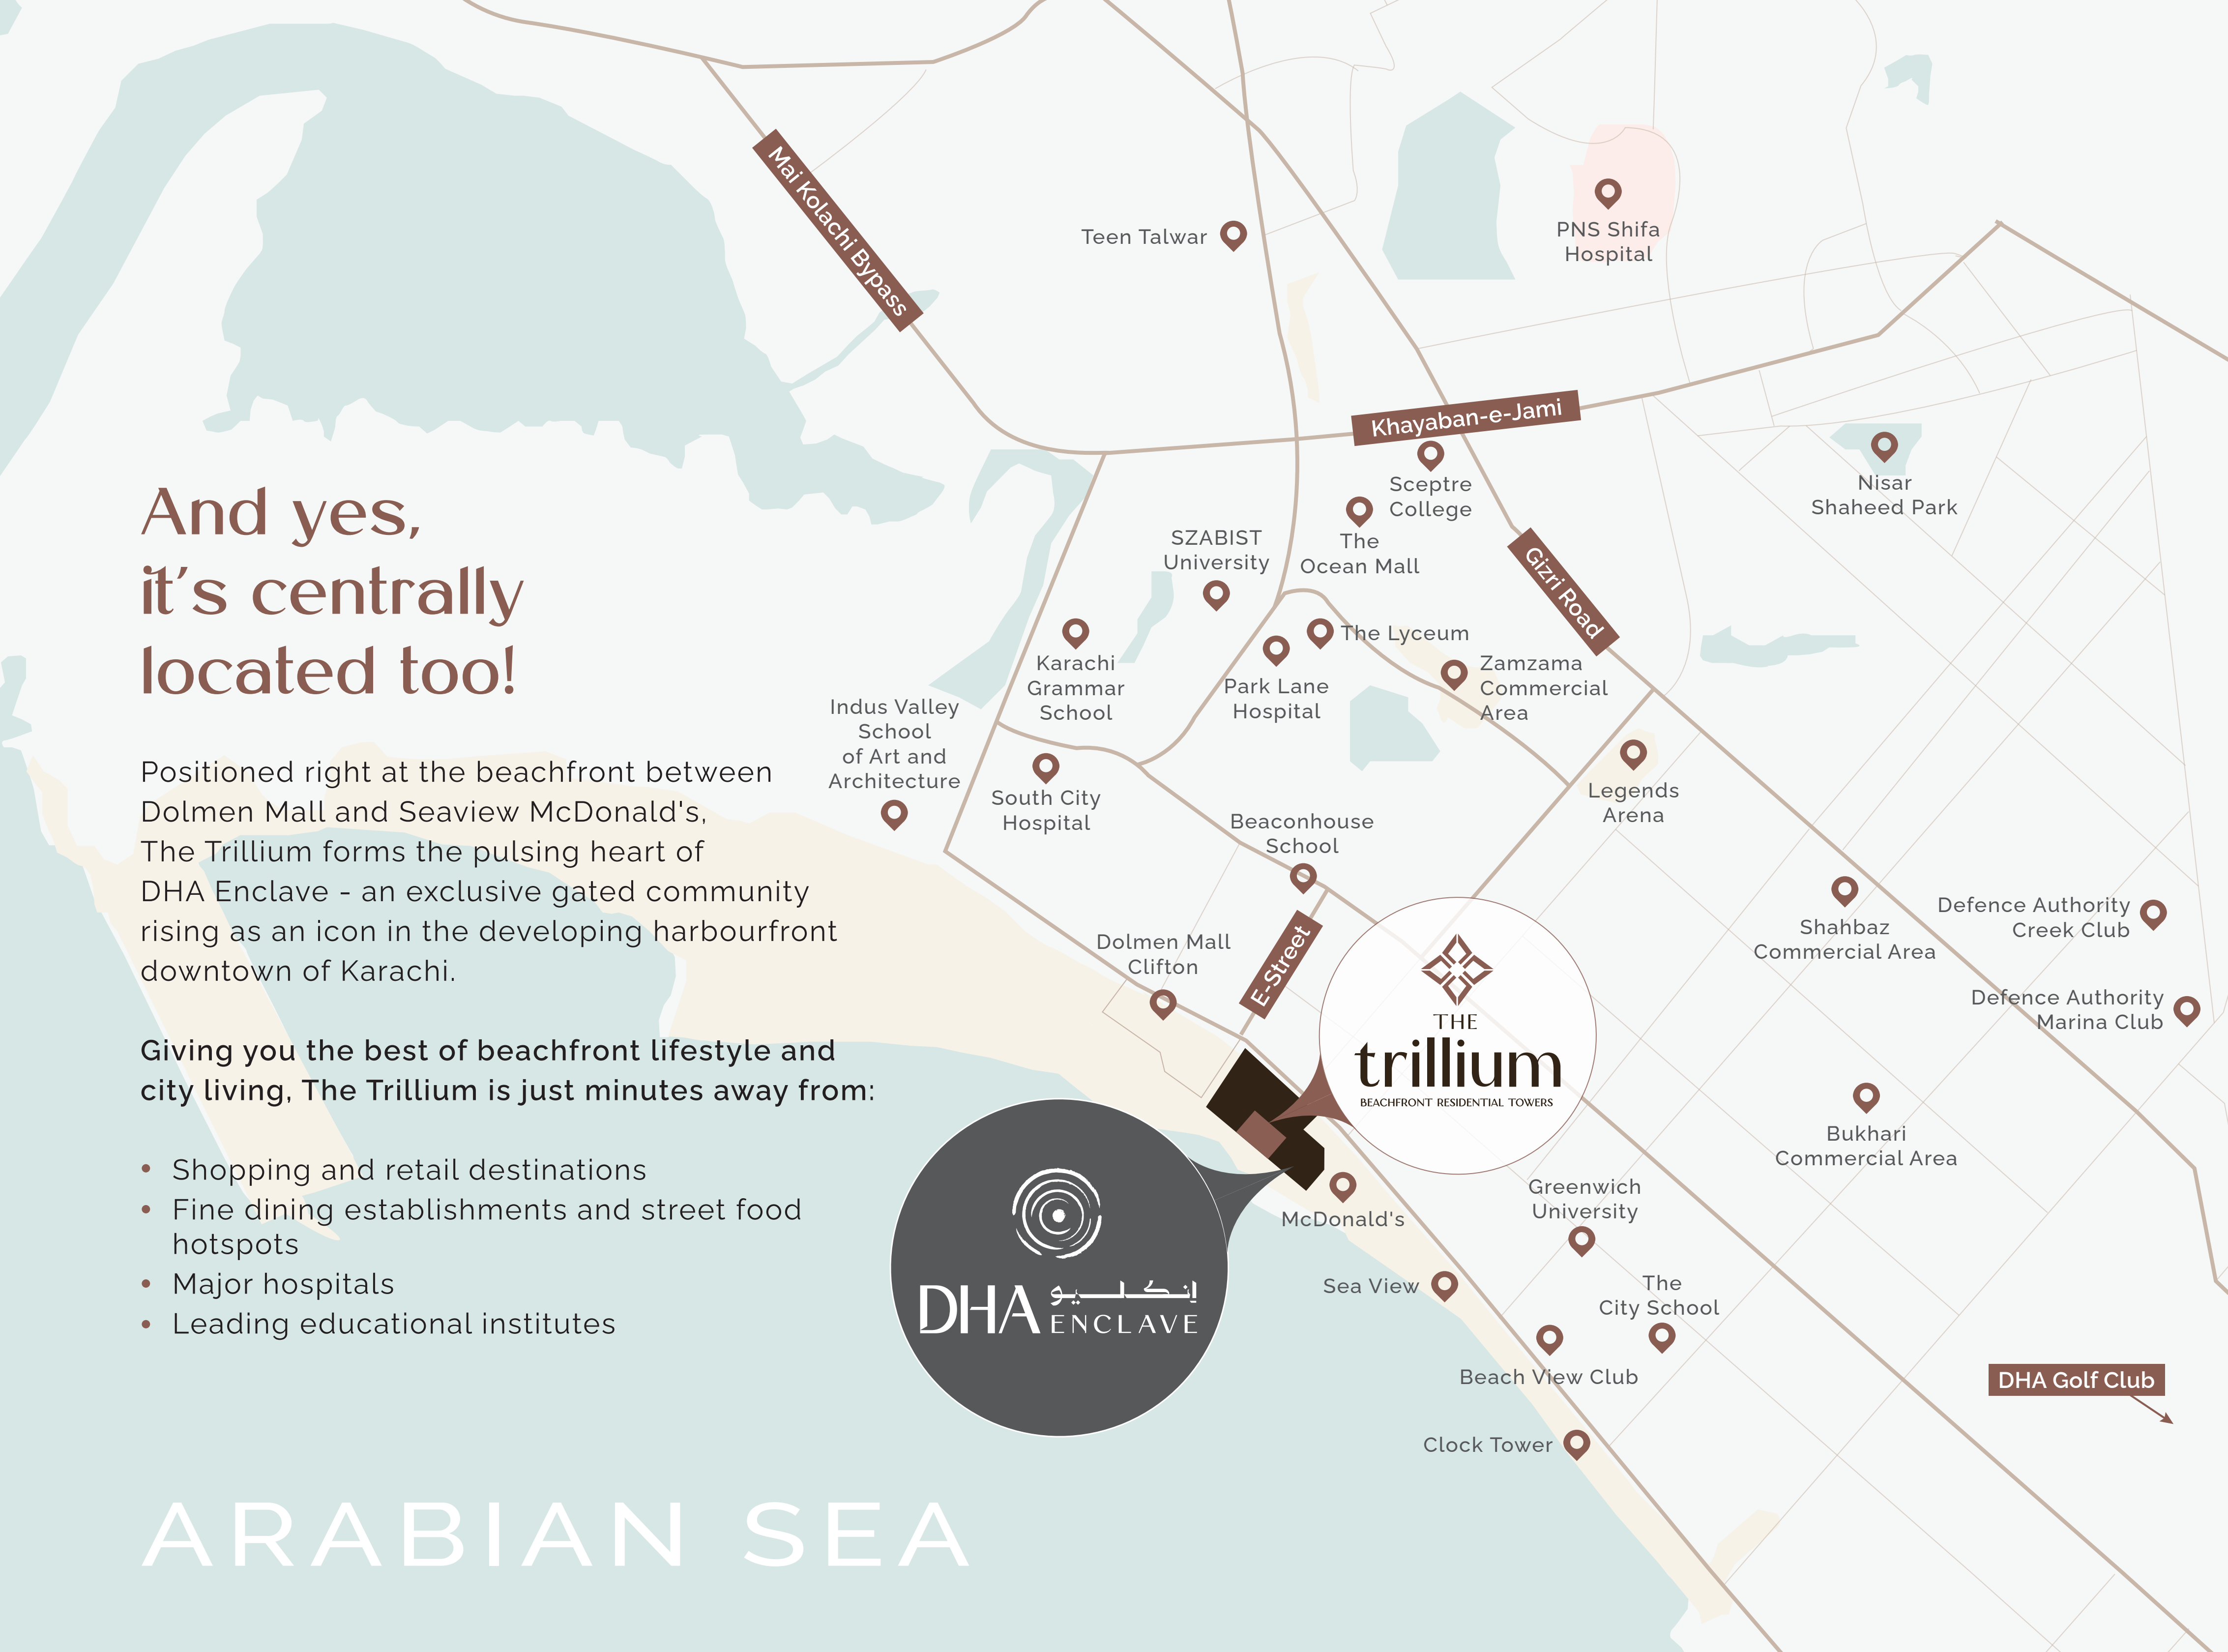 And yes,
it's centrally
located too!
Positioned right at the beachfront between
Dolmen Mall and Seaview McDonald's,
The Trillium forms the pulsing heart of
DHA Enclave - an exclusive gated community
rising as an icon in the developing harbourfront
downtown of Karachi.
Giving you the best of beachfront lifestyle and
city living, The Trillium is just minutes away from:
• Shopping and retail destinations
• Fine dining establishments and street food
hotspots
• Major hospitals
• Leading educational institutes
ARABIAN SEA
Mai Kolachi Bypass
Teen Talwar
PNS Shifa
Hospital
Khayaban-e-Jami
Sceptre
College
The
Ocean Mall
Nisar
Shaheed Park
SZABIST
University
Gizri Road
Karachi
Grammar
School
The Lyceum
Park Lane
Hospital
Zamzama
Commercial
Area
Indus Valley
School
of Art and
Architecture
South City
Hospital
Legends
Arena
Beaconhouse
School
Dolmen Mall
Clifton
E-Street
Shahbaz
Commercial Area
Defence Authority
Creek Club
Defence Authority
Marina Club
THE
trillium
BEACHFRONT RESIDENTIAL TOWERS
Bukhari
Commercial Area
DHA
اِنکلیو
ENCLAVE
McDonald's
Greenwich
University
Sea View
The
City School
Beach View Club
DHA Golf Club
Clock Tower